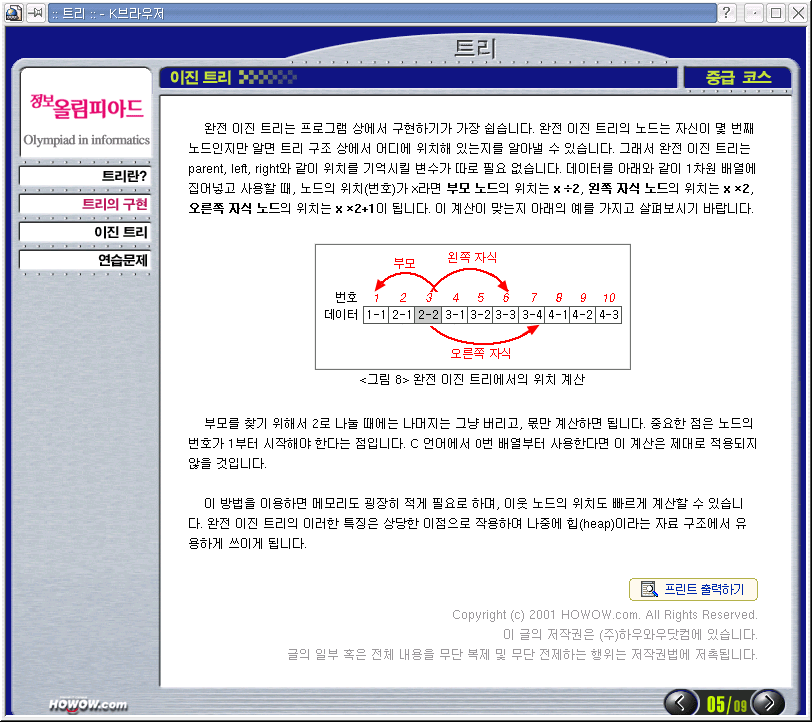 :: 트리 :: - K브라우저
트리
이진 트리
중급 코스
정보올림피아드
Olympiad in informatics
트리란?
트리의 구현
이진 트리
연습문제
완전 이진 트리는 프로그램 상에서 구현하기가 가장 쉽습니다. 완전 이진 트리의 노드는 자신이 몇 번째
노드인지만 알면 트리 구조 상에서 어디에 위치해 있는지를 알아낼 수 있습니다. 그래서 완전 이진 트리는
parent, left, right와 같이 위치를 기억시킬 변수가 따로 필요 없습니다. 데이터를 아래와 같이 1차원 배열에
집어넣고 사용할 때, 노드의 위치(번호)가 x라면 부모 노드의 위치는 x ÷2, 왼쪽 자식 노드의 위치는 x ×2,
오른쪽 자식 노드의 위치는 x ×2+1이 됩니다. 이 계산이 맞는지 아래의 예를 가지고 살펴보시기 바랍니다.
부모 왼쪽 자식
번호 1 2 3 4 5 6 7 8 9 10
데이터 1-1 2-1 2-2 3-1 3-2 3-3 3-4 4-1 4-2 4-3
오른쪽 자식
<그림 8> 완전 이진 트리에서의 위치 계산
부모를 찾기 위해서 2로 나눌 때에는 나머지는 그냥 버리고, 몫만 계산하면 됩니다. 중요한 점은 노드의
번호가 1부터 시작해야 한다는 점입니다. C 언어에서 0번 배열부터 사용한다면 이 계산은 제대로 적용되지
않을 것입니다.
이 방법을 이용하면 메모리도 굉장히 적게 필요로 하며, 이웃 노드의 위치도 빠르게 계산할 수 있습니
다. 완전 이진 트리의 이러한 특징은 상당한 이점으로 작용하여 나중에 힙(heap)이라는 자료 구조에서 유
용하게 쓰이게 됩니다.
프린트 출력하기
Copyright (c) 2001 HOWOW.com. All Rights Reserved.
이 글의 저작권은 (주)하우와우닷컴에 있습니다.
글의 일부 혹은 전체 내용을 무단 복제 및 무단 전제하는 행위는 저작권법에 저촉됩니다.
HOWOW.com
05/09